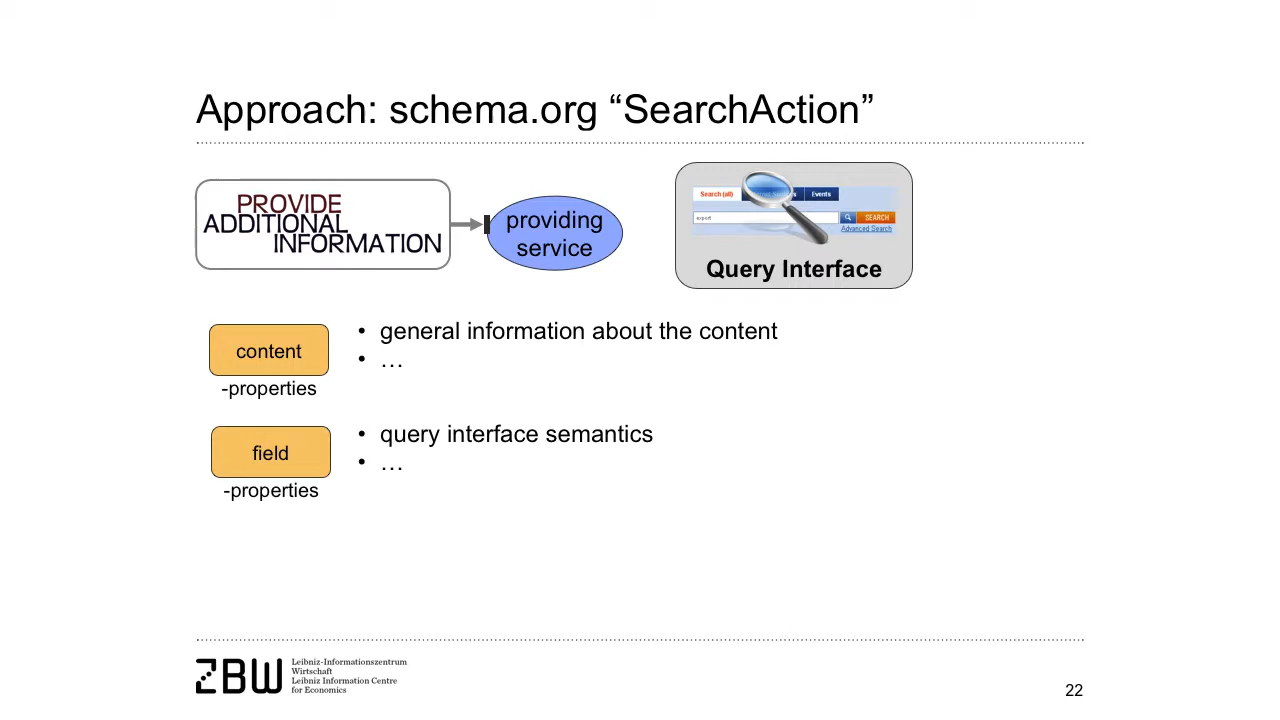 Approach: schema.org “SearchAction”
PROVIDE
ADDITIONAL
INFORMATION
providing
service
Search (all)
Events
expert
SEARCH
Advanced Search
Query Interface
content
-properties
• general information about the content
• …
field
-properties
• query interface semantics
• …
ZBW
Leibniz-Informationszentrum
Wirtschaft
Leibniz Information Centre
for Economics
22